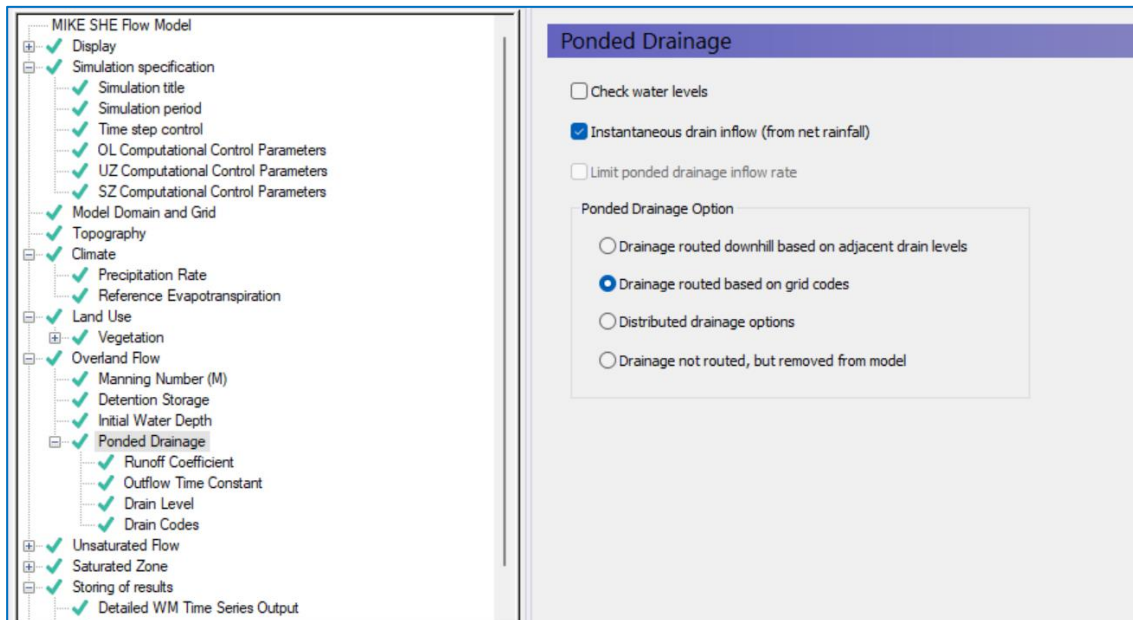 MIKE SHE Flow Model
Display
Simulation specification
Simulation title
Simulation period
Time step control
OL Computational Control Parameters
UZ Computational Control Parameters
SZ Computational Control Parameters
Model Domain and Grid
Topography
Climate
Precipitation Rate
Reference Evapotranspiration
Land Use
Vegetation
Overland Flow
Manning Number (M)
Detention Storage
Initial Water Depth
Ponded Drainage
Runoff Coefficient
Outflow Time Constant
Drain Level
Drain Codes
Unsaturated Flow
Saturated Zone
Storing of results
Detailed WM Time Series Output
Ponded Drainage
Check water levels
Instantaneous drain inflow (from net rainfall)
Limit ponded drainage inflow rate
Ponded Drainage Option
Drainage routed downhill based on adjacent drain levels
Drainage routed based on grid codes
Distributed drainage options
Drainage not routed, but removed from model